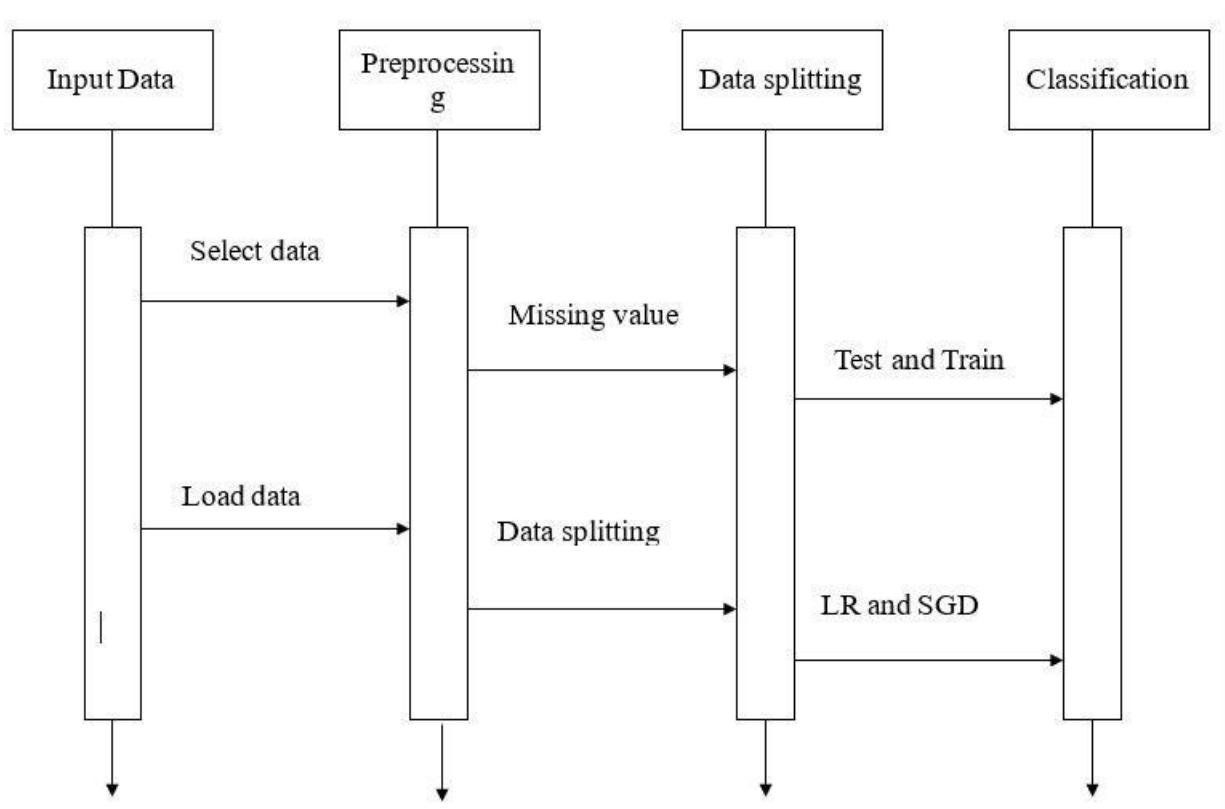 Input Data
Preprocessin
g
Data splitting
Classification
Select data
Missing value
Test and Train
Load data
Data splitting
LR and SGD